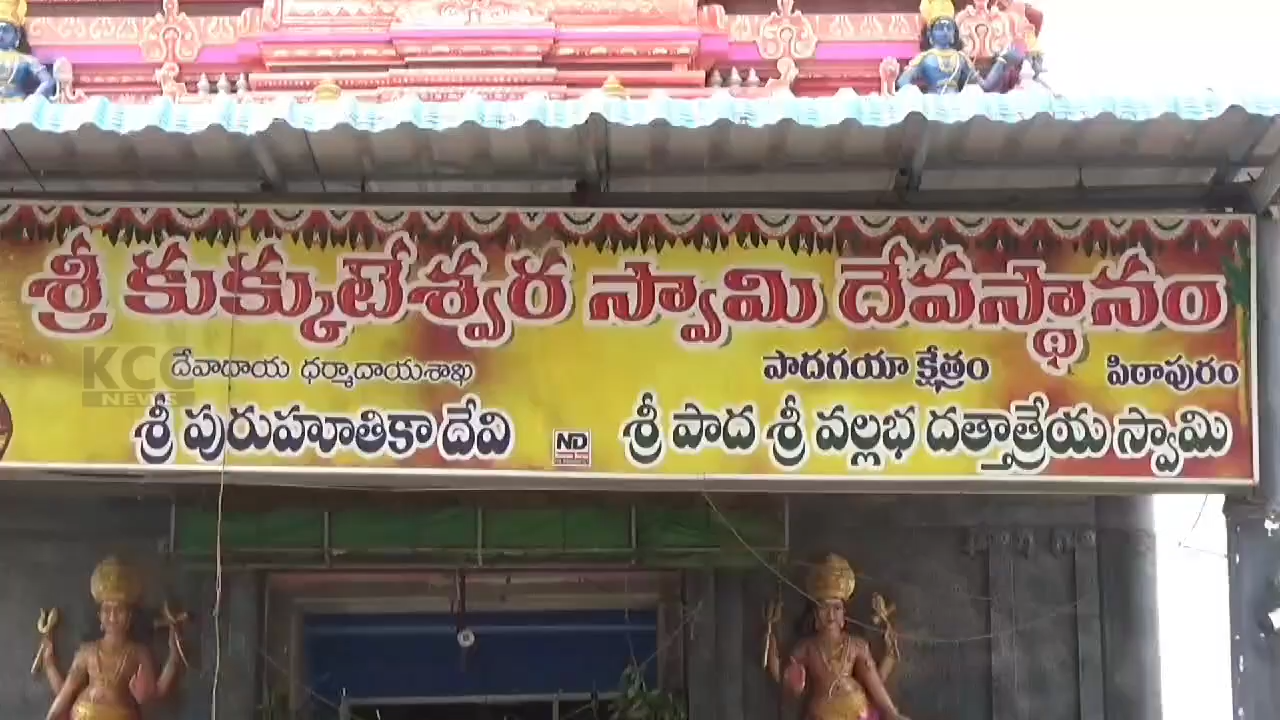 శ్రీ కుక్కుటేశ్వర స్వామి దేవస్థానం
దేవాదాయ ధర్మాదాయశాఖ
పాదగయా క్షేత్రం
పిఠాపురం
శ్రీ పురుహూతికా దేవి
శ్రీ పాద శ్రీ వల్లభ దత్తాత్రేయ స్వామి
ND
KCC
NEWS